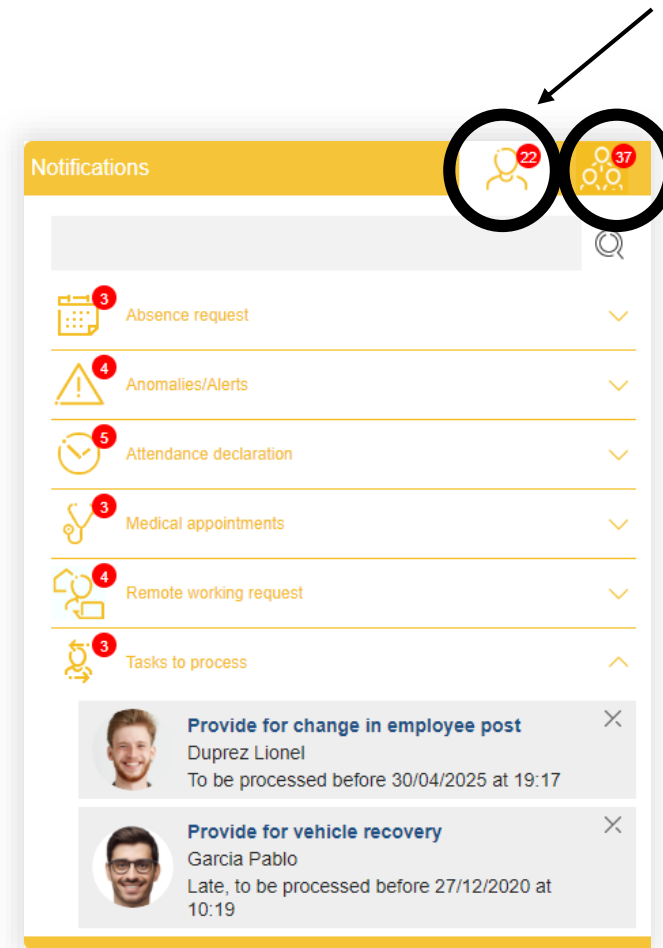 Notifications
22
37
3
Absence request
4
Anomalies/Alerts
5
Attendance declaration
3
Medical appointments
4
Remote working request
3
Tasks to process
Provide for change in employee post
Duprez Lionel
To be processed before 30/04/2025 at 19:17
Provide for vehicle recovery
Garcia Pablo
Late, to be processed before 27/12/2020 at
10:19